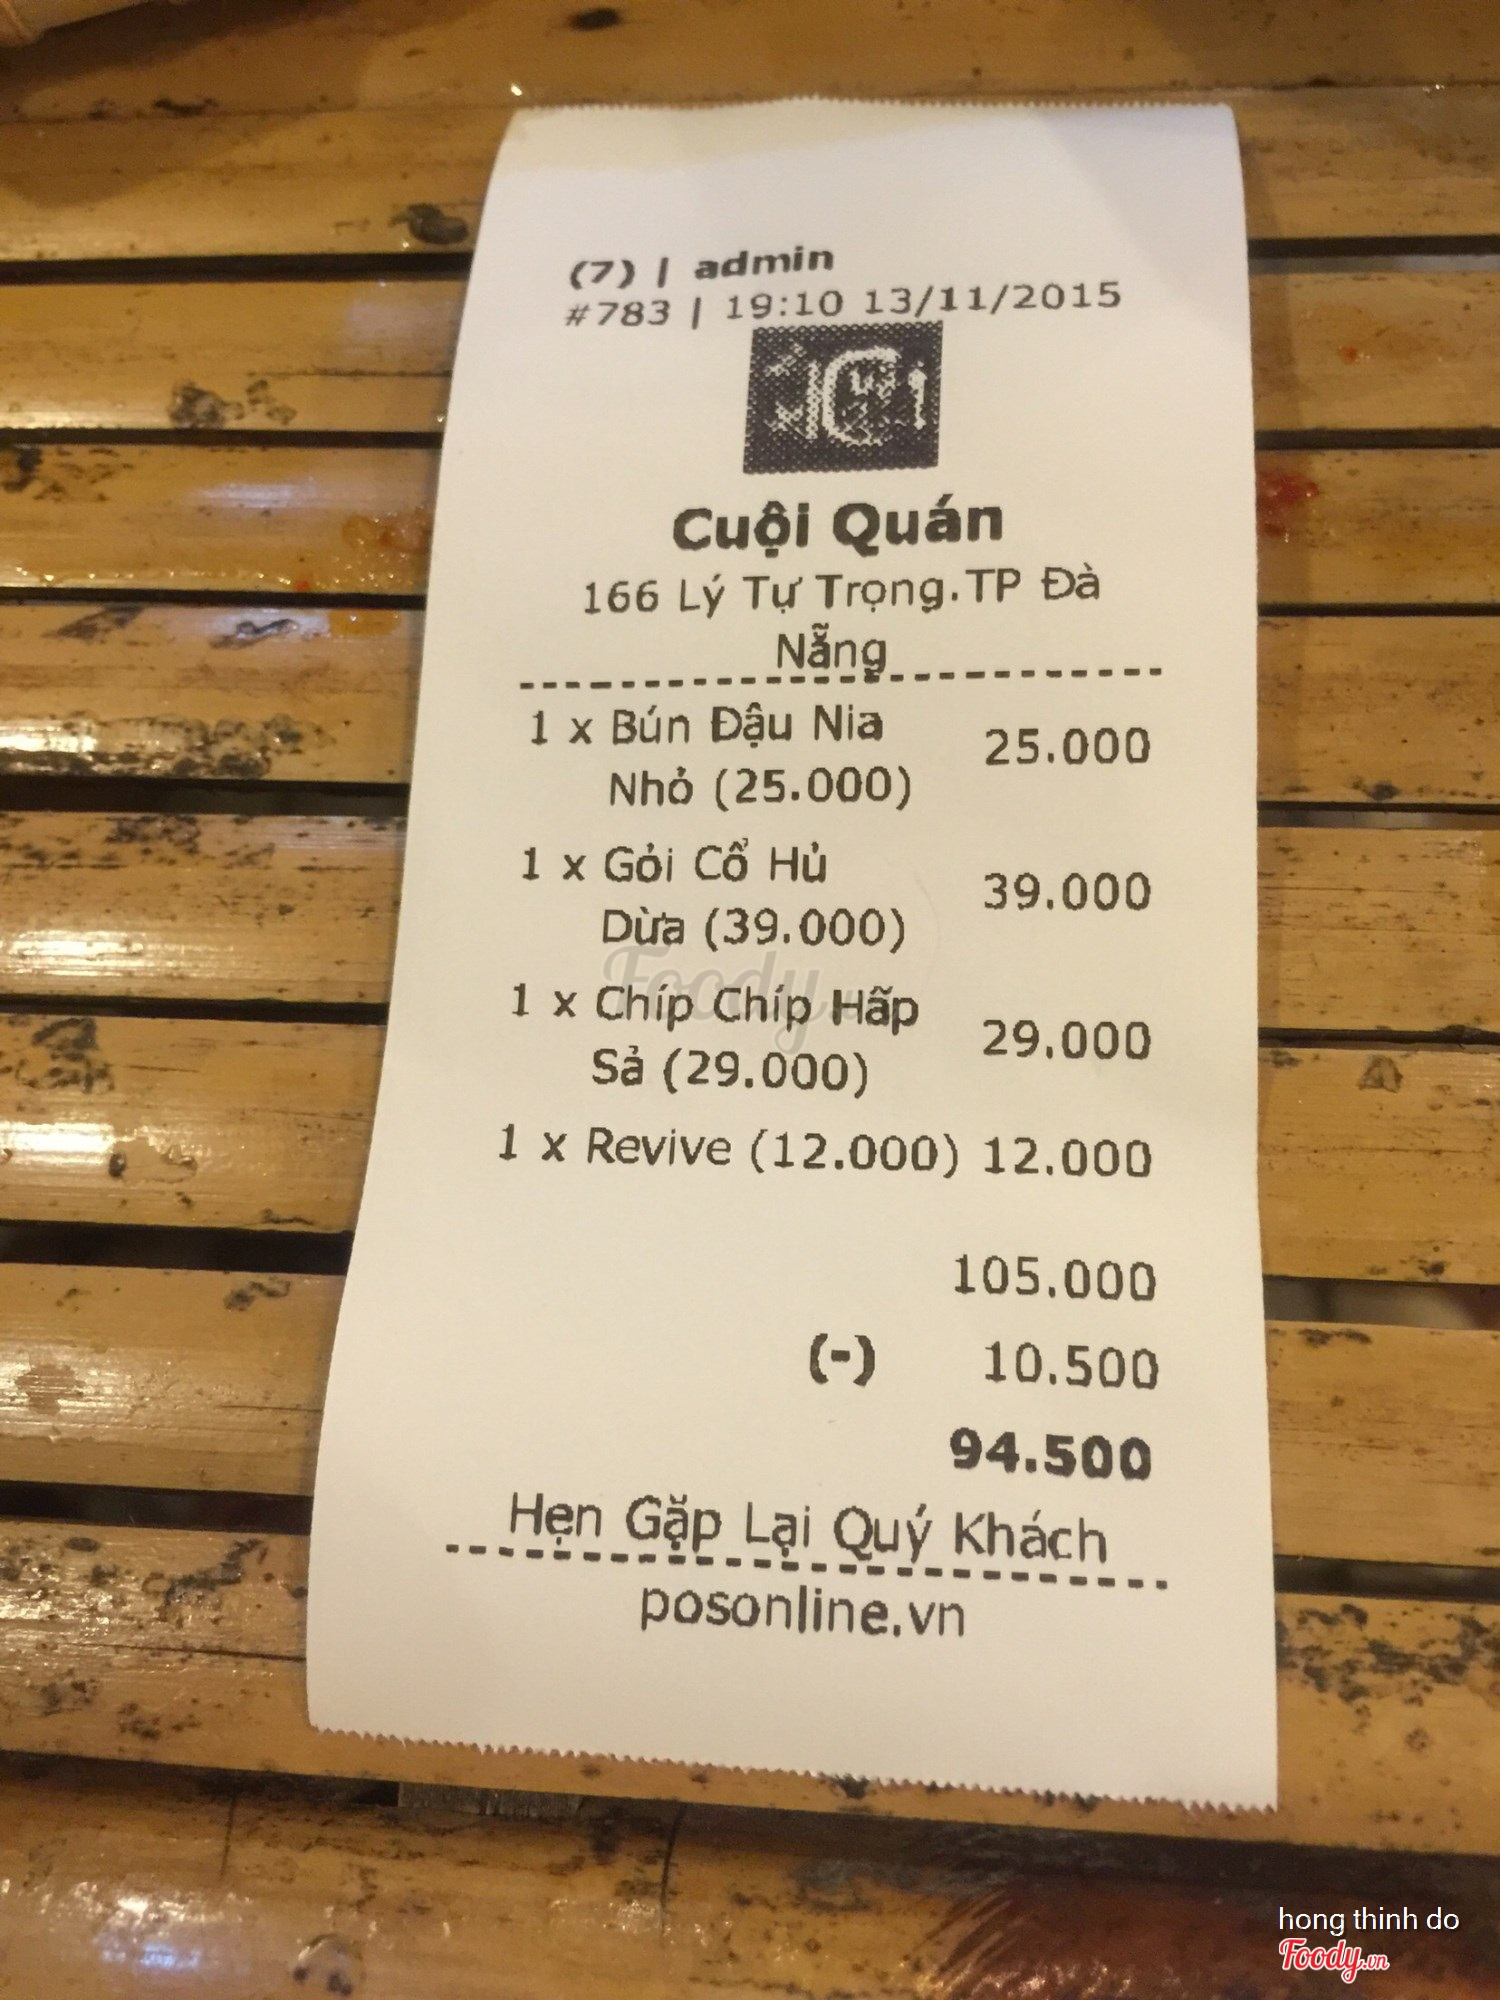 (7) | admin
#783 | 19:10 13/11/2015
Cuội Quán
166 Lý Tự Trọng.TP Đà
Nẵng
1 x Bún Đậu Nia
Nhỏ (25.000) 25.000
1 x Gỏi Cổ Hủ
Dừa (39.000) 39.000
1 x Chíp Chíp Hấp
Sả (29.000) 29.000
1 x Revive (12.000) 12.000
105.000
(-) 10.500
94.500
Hẹn Gặp Lại Quý Khách
posonline.vn
Foody.vn
hong thinh do
Foody.vn